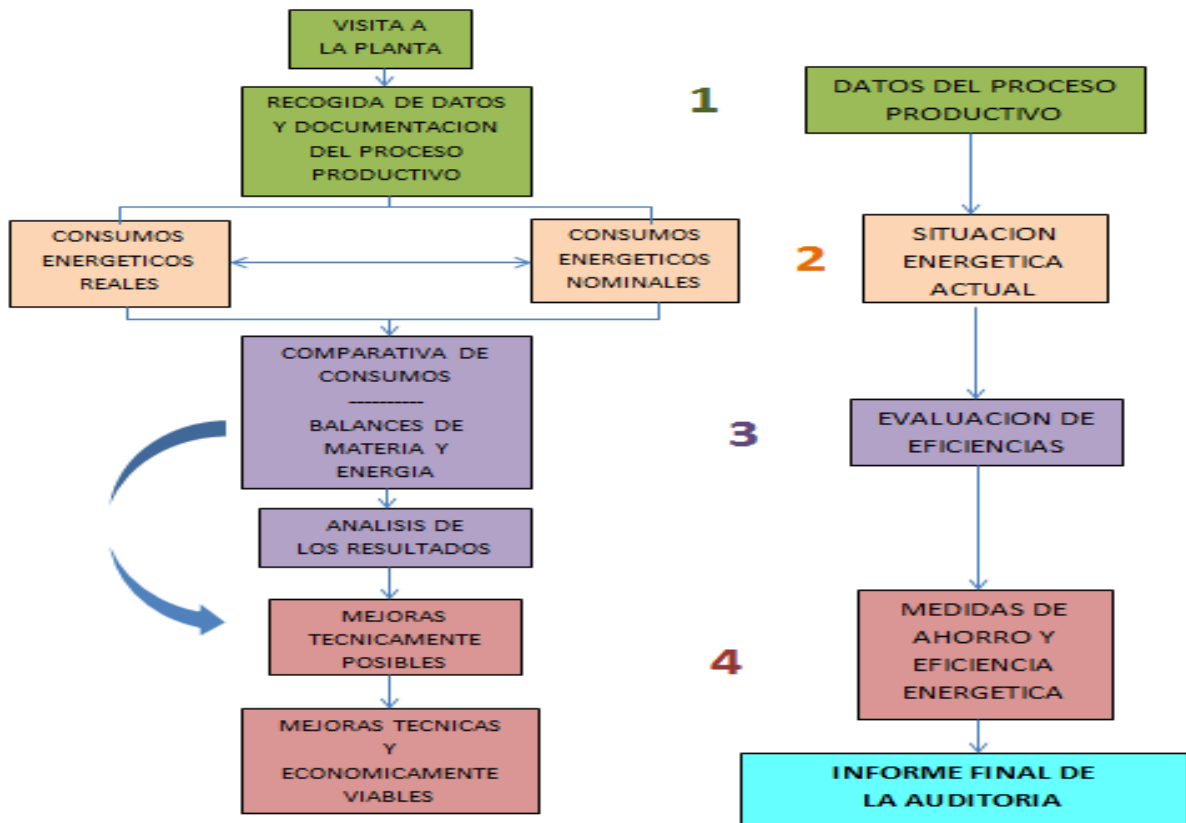 VISITA A
LA PLANTA
RECOGIDA DE DATOS
Y DOCUMENTACION
DEL PROCESO
PRODUCTIVO
1
DATOS DEL PROCESO
PRODUCTIVO
CONSUMOS
ENERGETICOS
REALES
CONSUMOS
ENERGETICOS
NOMINALES
2
SITUACION
ENERGETICA
ACTUAL
COMPARATIVA DE
CONSUMOS
----------
BALANCES DE
MATERIA Y
ENERGIA
3
EVALUACION DE
EFICIENCIAS
ANALISIS DE
LOS RESULTADOS
MEJORAS
TECNICAMENTE
POSIBLES
4
MEDIDAS DE
AHORRO Y
EFICIENCIA
ENERGETICA
MEJORAS TECNICAS
Y
ECONOMICAMENTE
VIABLES
INFORME FINAL DE
LA AUDITORIA